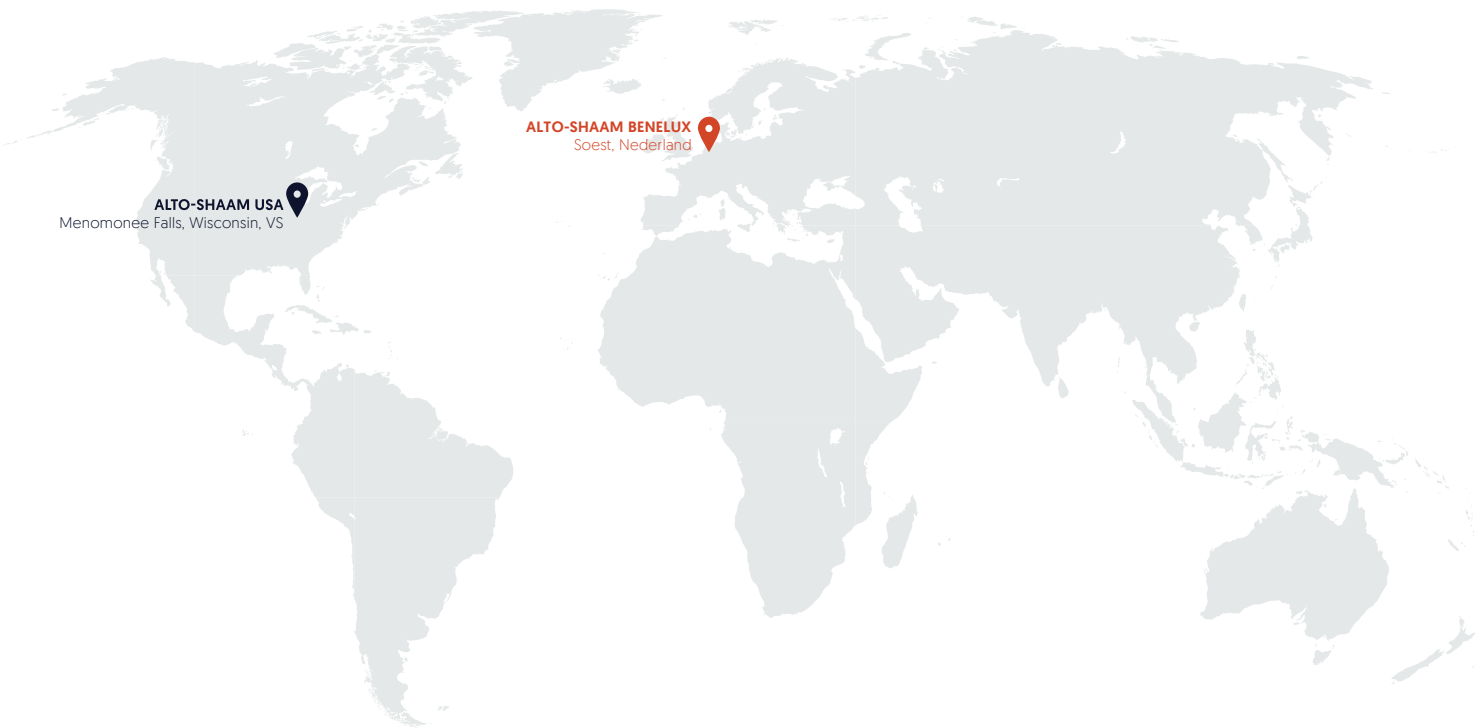 ALTO-SHAAM BENELUX
Soest, Nederland
ALTO-SHAAM USA
Menomonee Falls, Wisconsin, VS